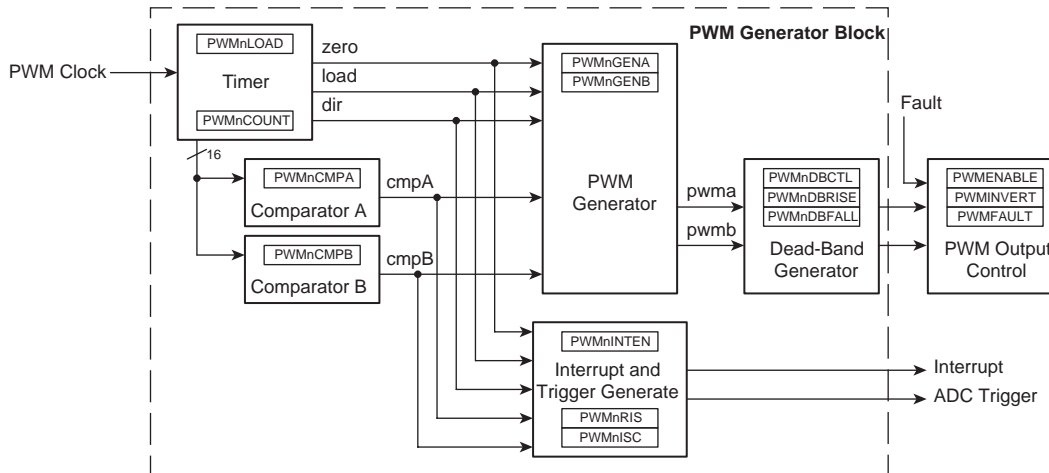 PWM Generator Block
PWM Clock
PWMnLOAD
Timer
PWMnCOUNT
zero
load
dir
16
PWMnCMPA
Comparator A
cmpA
PWMnCMPB
Comparator B
cmpB
PWMnGENA
PWMnGENB
PWM
Generator
pwma
pwmb
PWMnDBCTL
PWMnDBRISE
PWMnDBFALL
Dead-Band
Generator
Fault
PWMENABLE
PWMINVERT
PWMFAULT
PWM Output
Control
PWMnINTEN
Interrupt and
Trigger Generate
PWMnRIS
PWMnISC
Interrupt
ADC Trigger